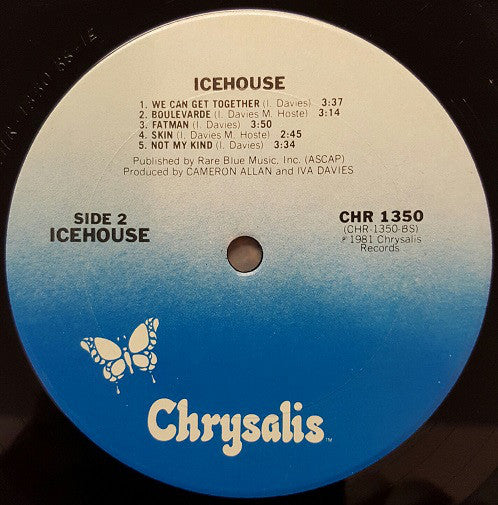 ICEHOUSE
1. WE CAN GET TOGETHER (I. Davies) 3:37
2. BOULEVARDE (I. Davies M. Hoste) 3:14
3. FATMAN (I. Davies) 3:50
4. SKIN (I. Davies M. Hoste) 2:45
5. NOT MY KIND (I. Davies) 3:34
Published by Rare Blue Music, Inc. (ASCAP)
Produced by CAMERON ALLAN and IVA DAVIES
SIDE 2
ICEHOUSE
CHR 1350
(CHR-1350-BS)
℗ 1981 Chrysalis
Records
Chrysalis
TM